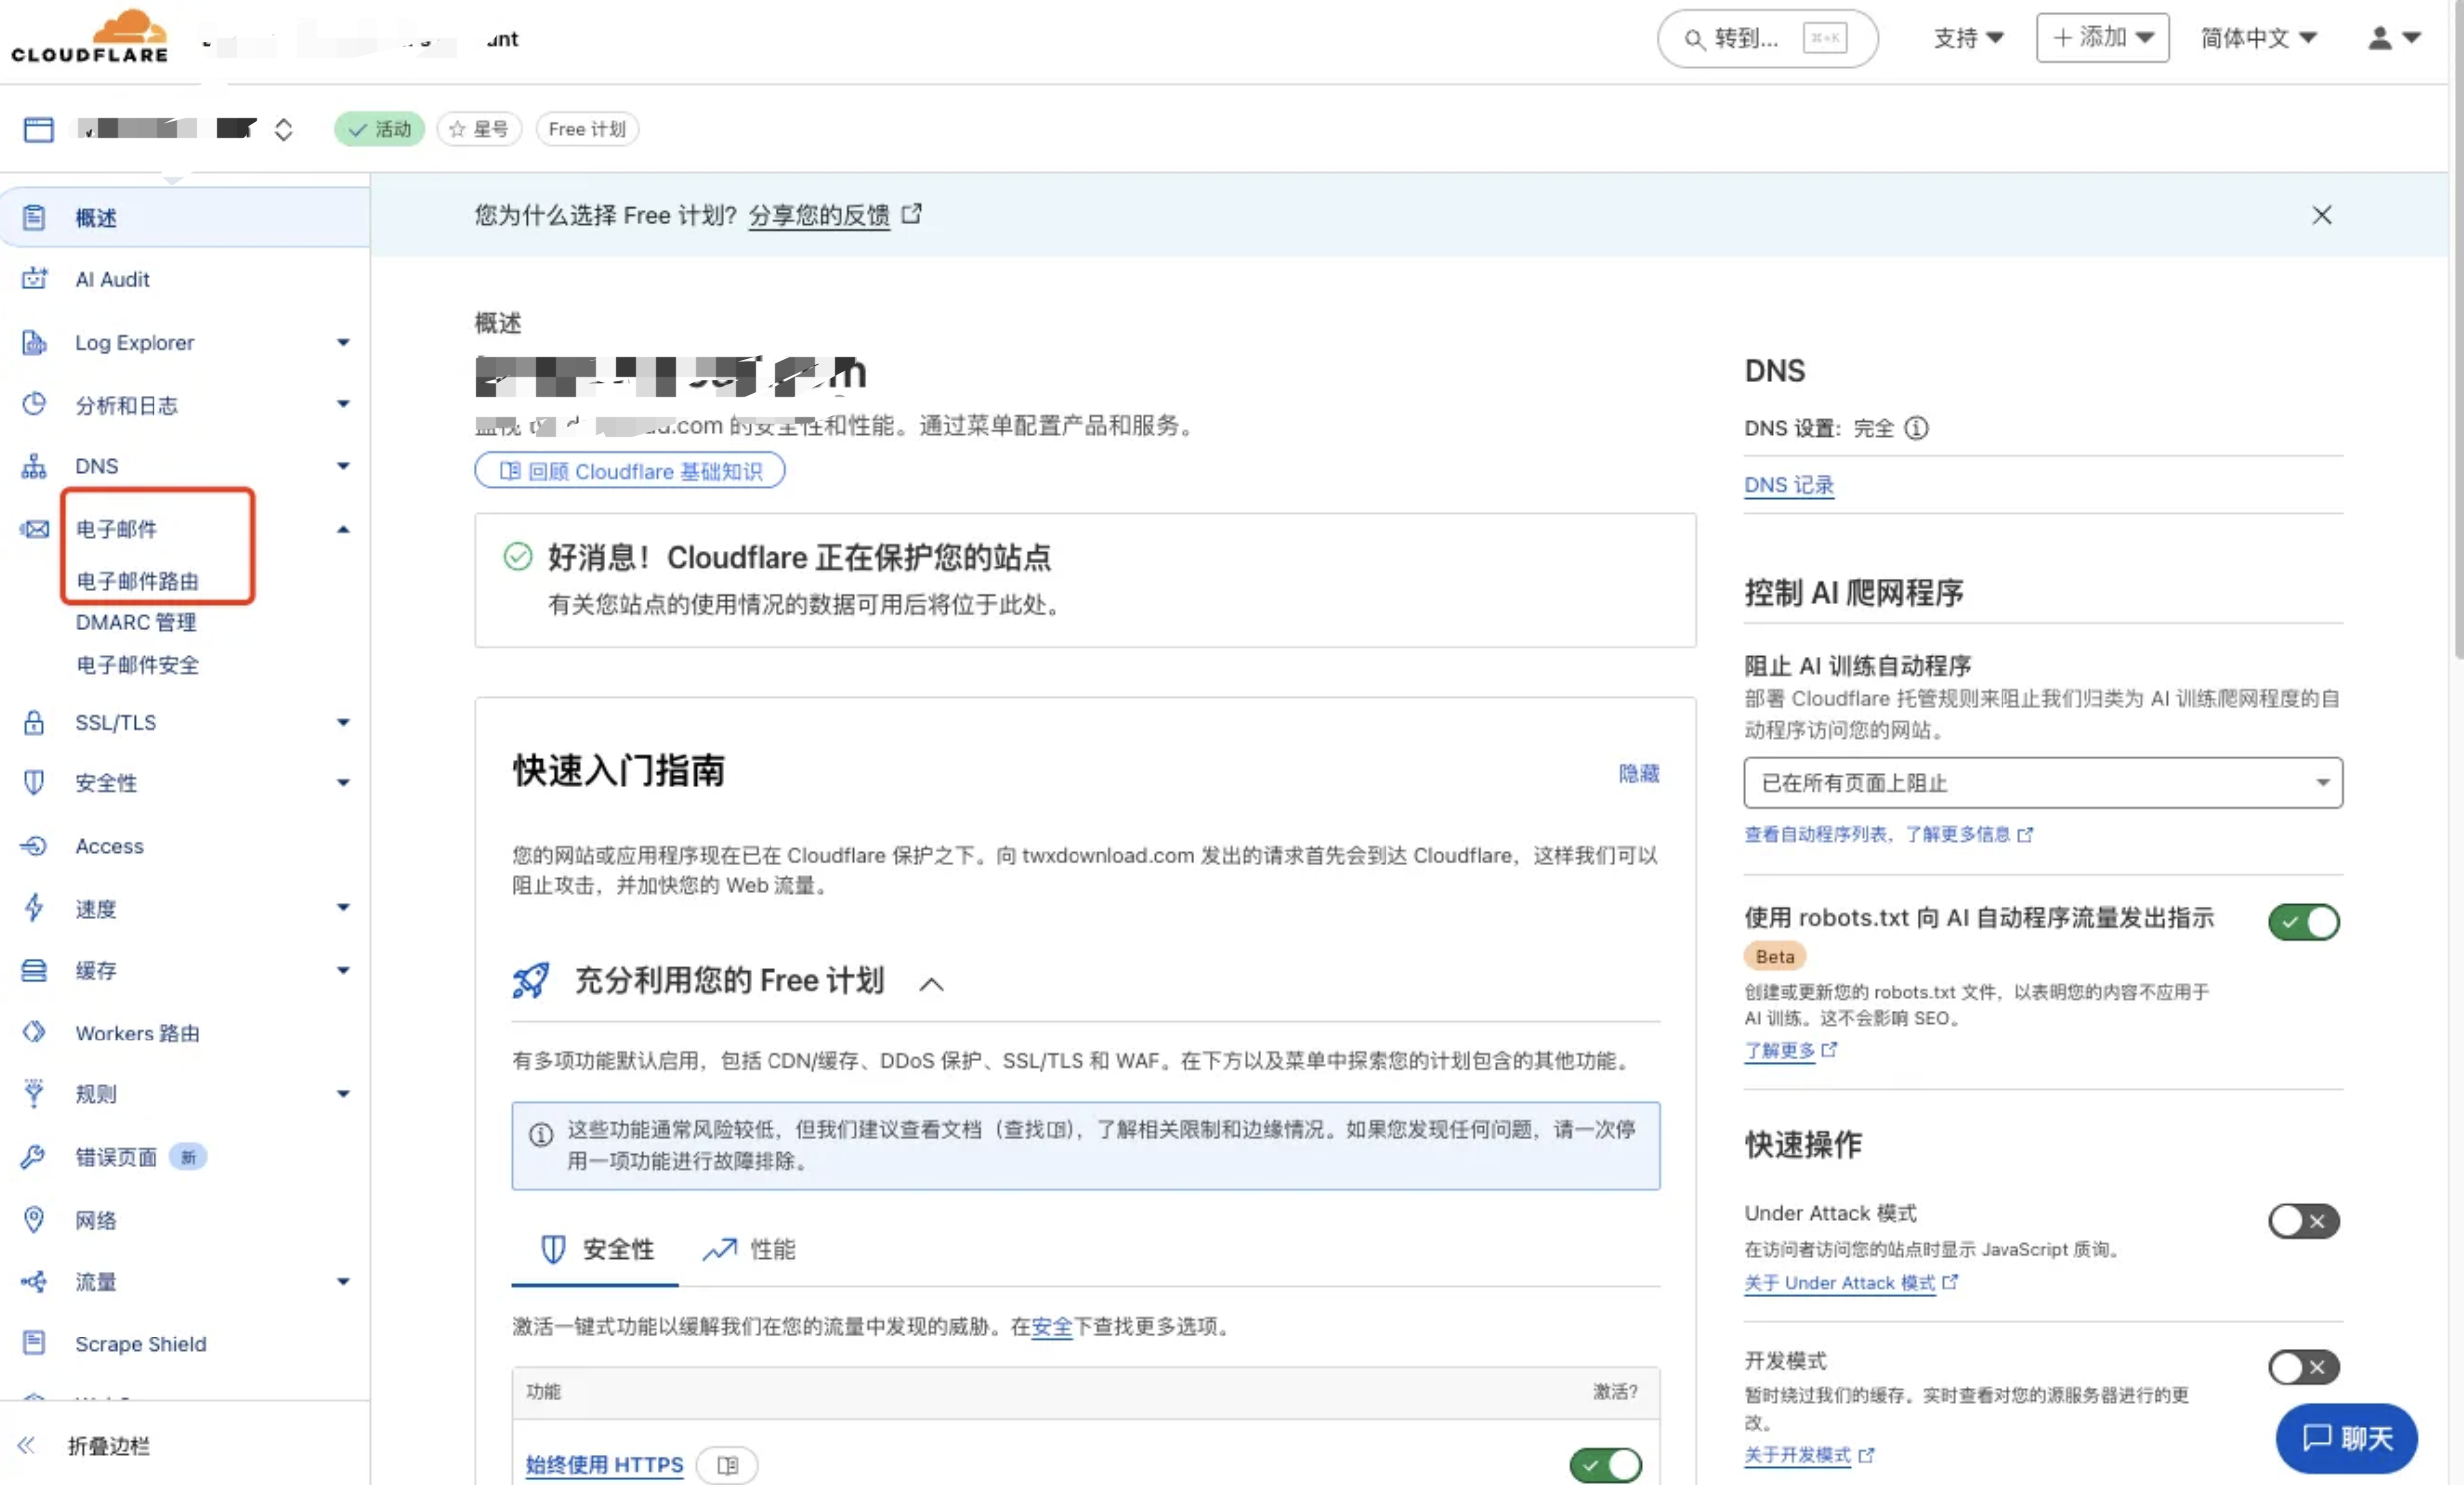 CLOUDFLARE
转到...
⌘+K
支持
添加
简体中文
活动
星号
Free 计划
概述
AI Audit
Log Explorer
分析和日志
DNS
电子邮件
电子邮件路由
DMARC 管理
电子邮件安全
SSL/TLS
安全性
Access
速度
缓存
Workers 路由
规则
错误页面 新
网络
流量
Scrape Shield
折叠边栏
您为什么选择 Free 计划? 分享您的反馈
概述
.com 的安全性和性能。通过菜单配置产品和服务。
回顾 Cloudflare 基础知识
好消息！Cloudflare 正在保护您的站点
有关您站点的使用情况的数据可用后将位于此处。
快速入门指南
隐藏
您的网站或应用程序现在已在 Cloudflare 保护之下。向 twxdownload.com 发出的请求首先会到达 Cloudflare，这样我们可以
阻止攻击，并加快您的 Web 流量。
充分利用您的 Free 计划
有多项功能默认启用，包括 CDN/缓存、DDoS 保护、SSL/TLS 和 WAF。在下方以及菜单中探索您的计划包含的其他功能。
这些功能通常风险较低，但我们建议查看文档（查找），了解相关限制和边缘情况。如果您发现任何问题，请一次停
用一项功能进行故障排除。
安全性
性能
激活一键式功能以缓解我们在您的流量中发现的威胁。在安全下查找更多选项。
功能
激活?
始终使用 HTTPS
DNS
DNS 设置: 完全
DNS 记录
控制 AI 爬网程序
阻止 AI 训练自动程序
部署 Cloudflare 托管规则来阻止我们归类为 AI 训练爬网程度的自
动程序访问您的网站。
已在所有页面上阻止
查看自动程序列表，了解更多信息
使用 robots.txt 向 AI 自动程序流量发出指示
Beta
创建或更新您的 robots.txt 文件，以表明您的内容不应用于
AI 训练。这不会影响 SEO。
了解更多
快速操作
Under Attack 模式
在访问者访问您的站点时显示 JavaScript 质询。
关于 Under Attack 模式
开发模式
暂时绕过我们的缓存。实时查看对您的源服务器进行的更
改。
关于开发模式
聊天